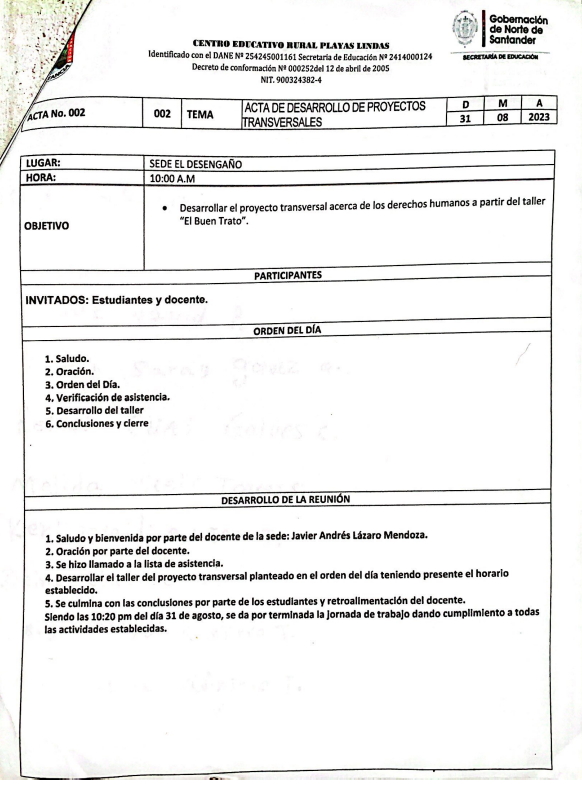 Gobernación
de Norte de
Santander
SECRETARÍA DE EDUCACIÓN
CENTRO EDUCATIVO RURAL PLAYAS LINDAS
Identificado con el DANE Nº 254245001161 Secretaria de Educación Nº 2414000124
Decreto de conformación Nº 000252del 12 de abril de 2005
NIT. 900324382-4
ACTA No. 002 002 TEMA ACTA DE DESARROLLO DE PROYECTOS TRANSVERSALES D M A
31 08 2023
LUGAR: SEDE EL DESENGAÑO
HORA: 10:00 A.M
OBJETIVO
• Desarrollar el proyecto transversal acerca de los derechos humanos a partir del taller
"El Buen Trato".
PARTICIPANTES
INVITADOS: Estudiantes y docente.
ORDEN DEL DÍA
1. Saludo.
2. Oración.
3. Orden del Día.
4. Verificación de asistencia.
5. Desarrollo del taller
6. Conclusiones y cierre
DESARROLLO DE LA REUNIÓN
1. Saludo y bienvenida por parte del docente de la sede: Javier Andrés Lázaro Mendoza.
2. Oración por parte del docente.
3. Se hizo llamado a la lista de asistencia.
4. Desarrollar el taller del proyecto transversal planteado en el orden del día teniendo presente el horario
establecido.
5. Se culmina con las conclusiones por parte de los estudiantes y retroalimentación del docente.
Siendo las 10:20 pm del día 31 de agosto, se da por terminada la jornada de trabajo dando cumplimiento a todas
las actividades establecidas.